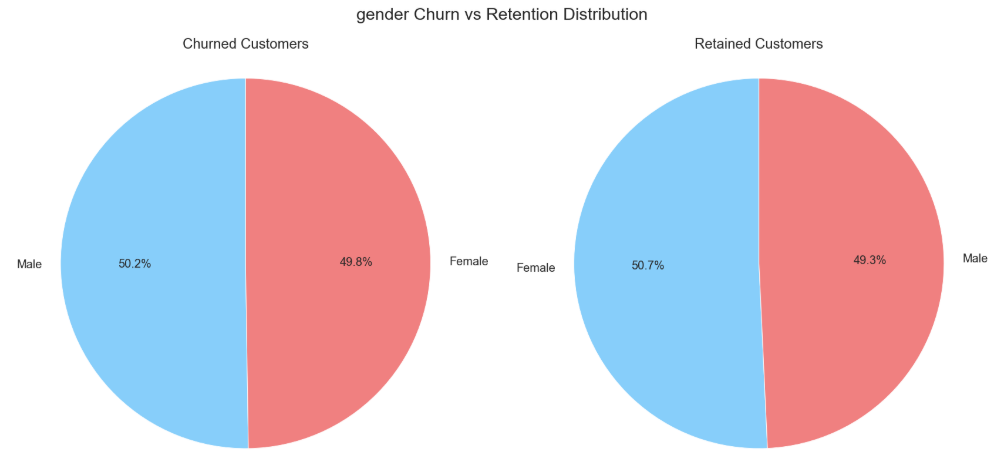 gender Churn vs Retention Distribution
Churned Customers
Male
50.2%
49.8%
Female
Retained Customers
Female
50.7%
49.3%
Male